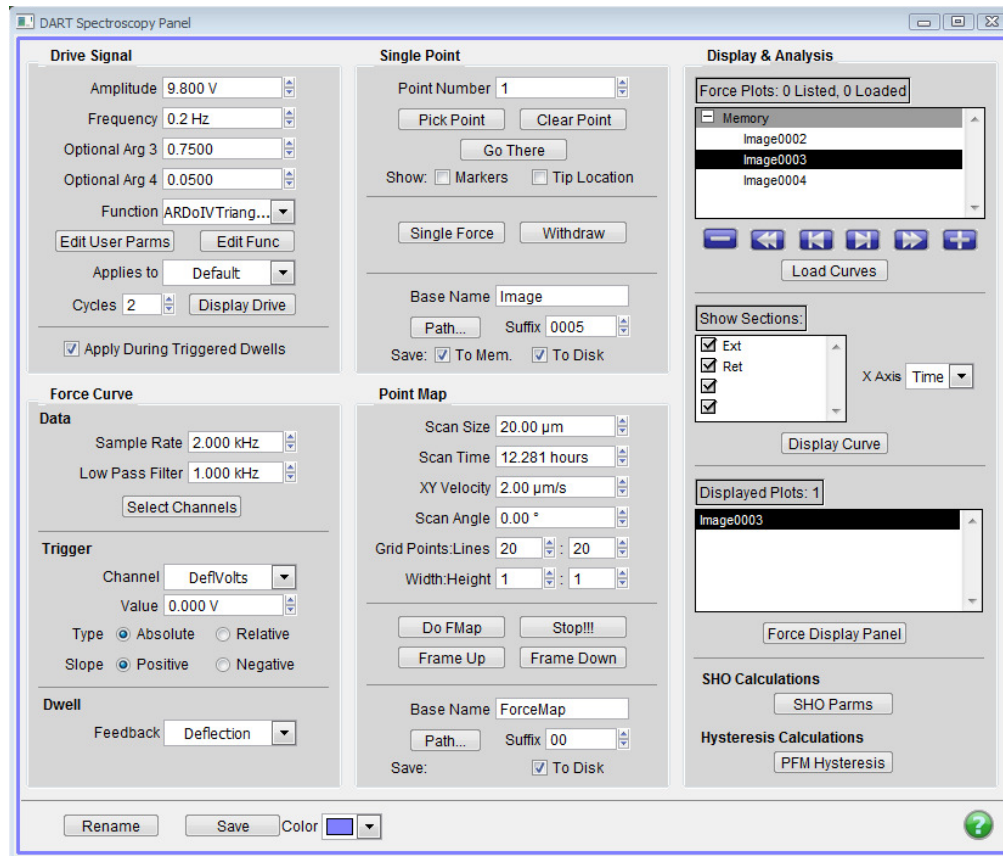 DART Spectroscopy Panel
Drive Signal
Amplitude 9.800 V
Frequency 0.2 Hz
Optional Arg 3 0.7500
Optional Arg 4 0.0500
Function ARDoIVTriang...
Edit User Parms Edit Func
Applies to Default
Cycles 2 Display Drive
Apply During Triggered Dwells
Force Curve
Data
Sample Rate 2.000 kHz
Low Pass Filter 1.000 kHz
Select Channels
Trigger
Channel DeflVolts
Value 0.000 V
Type Absolute Relative
Slope Positive Negative
Dwell
Feedback Deflection
Single Point
Point Number 1
Pick Point Clear Point
Go There
Show: Markers Tip Location
Single Force Withdraw
Base Name Image
Path... Suffix 0005
Save: To Mem. To Disk
Point Map
Scan Size 20.00 µm
Scan Time 12.281 hours
XY Velocity 2.00 µm/s
Scan Angle 0.00 °
Grid Points:Lines 20 : 20
Width:Height 1 : 1
Do FMap Stop!!!
Frame Up Frame Down
Base Name ForceMap
Path... Suffix 00
Save: To Disk
Display & Analysis
Force Plots: 0 Listed, 0 Loaded
Memory
Image0002
Image0003
Image0004
Load Curves
Show Sections:
Ext
Ret
X Axis Time
Display Curve
Displayed Plots: 1
Image0003
Force Display Panel
SHO Calculations
SHO Parms
Hysteresis Calculations
PFM Hysteresis
Rename Save Color
?